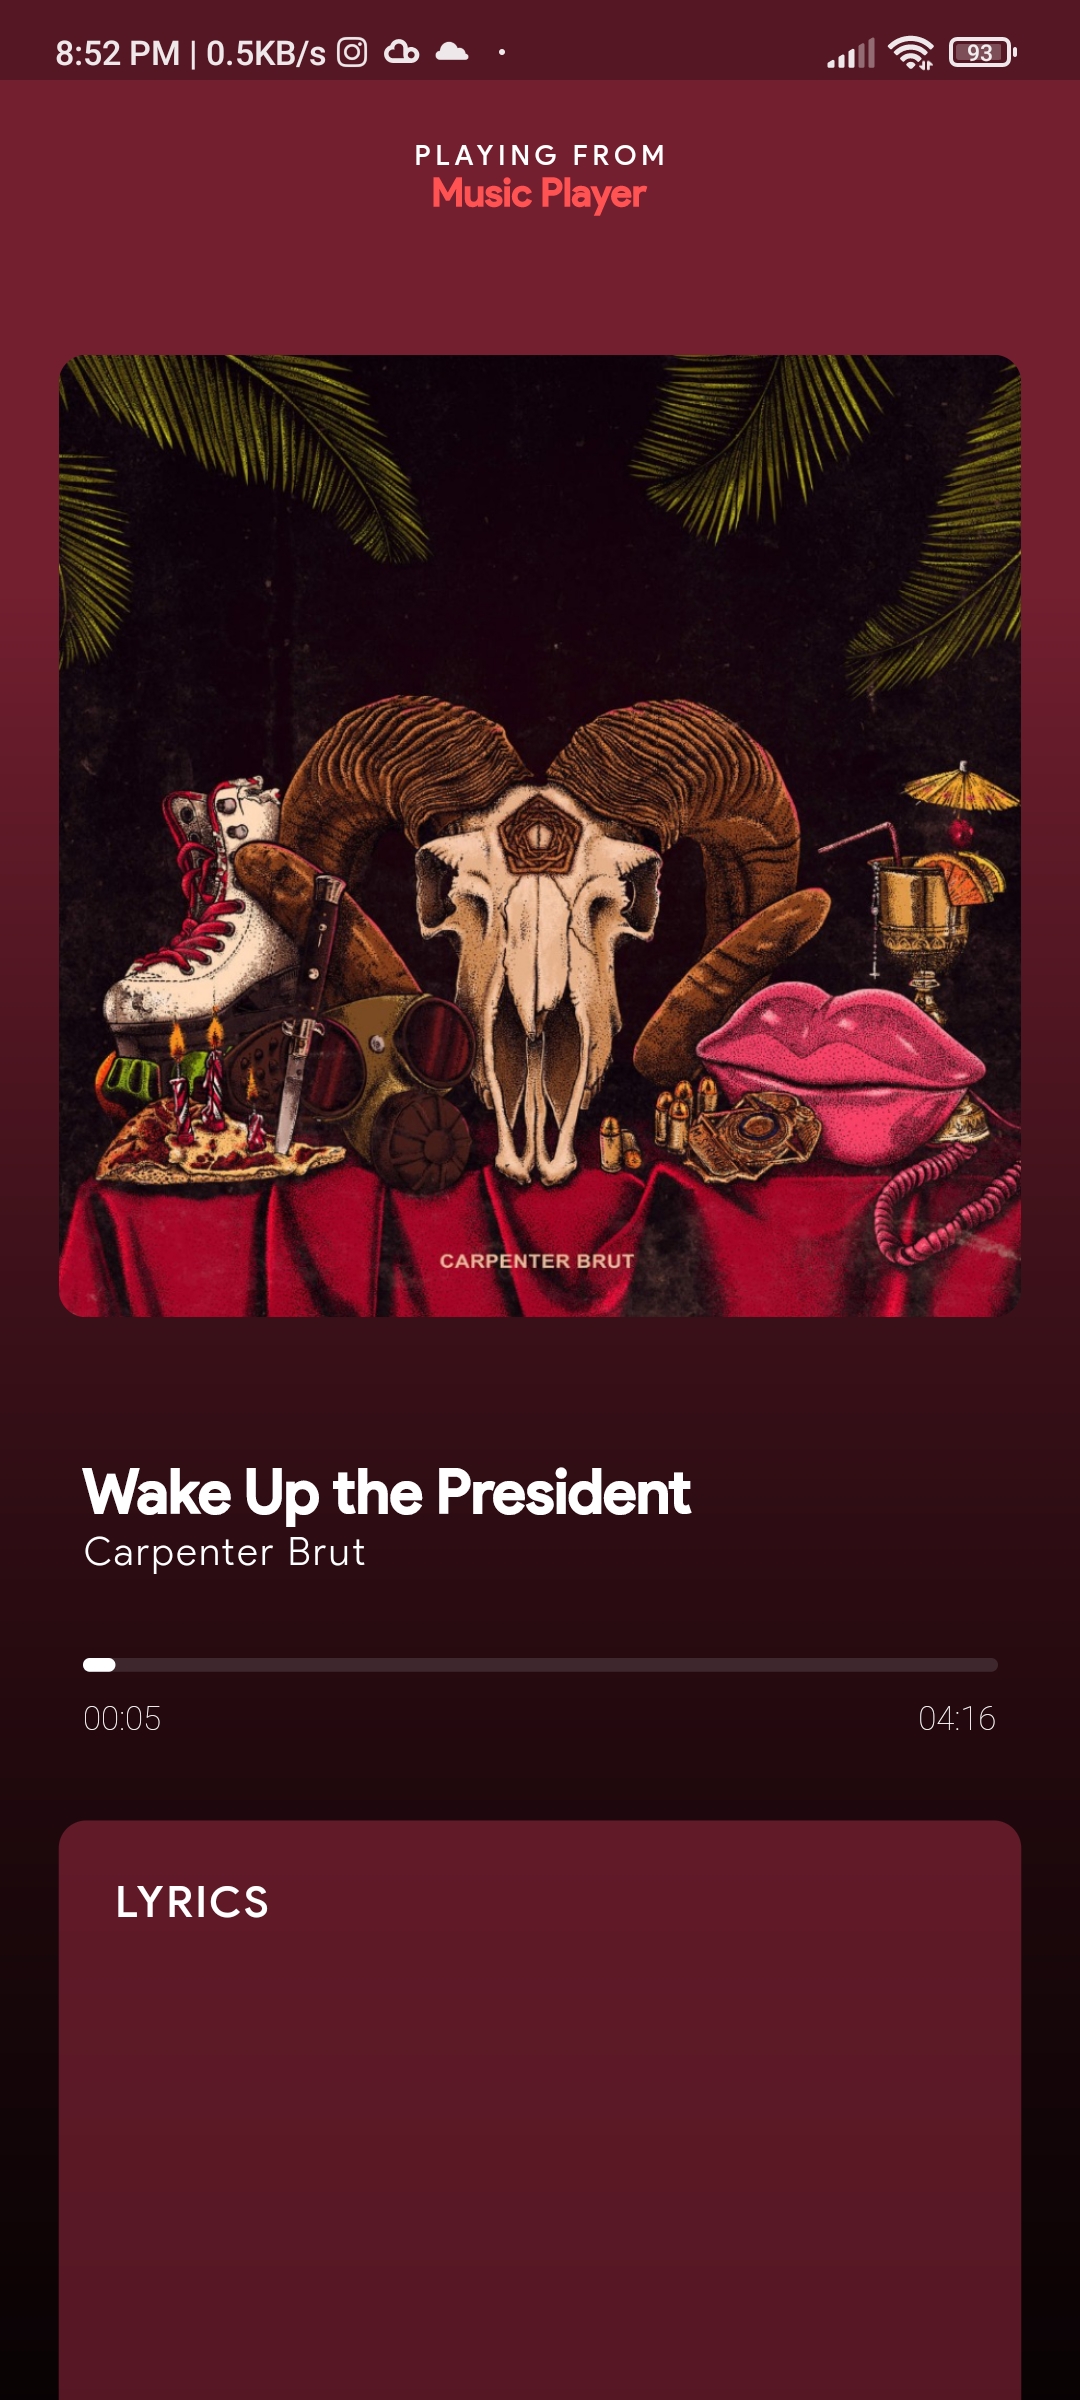 8:52 PM | 0.5KB/s
93
PLAYING FROM
Music Player
CARPENTER BRUT
Wake Up the President
Carpenter Brut
00:05
04:16
LYRICS